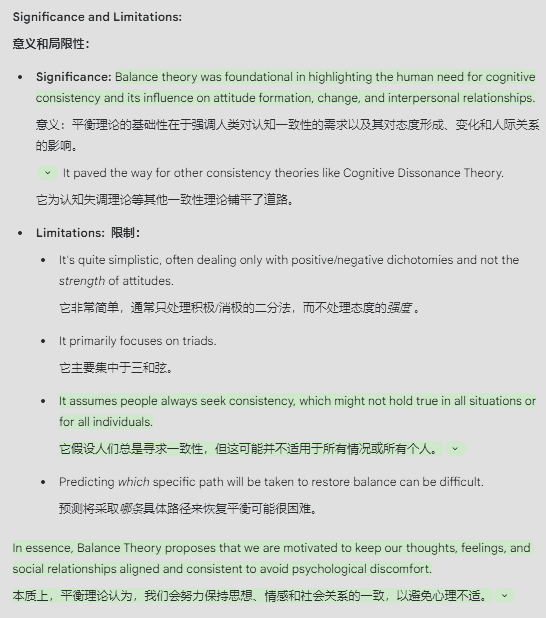 Significance and Limitations:
意义和局限性：
Significance: Balance theory was foundational in highlighting the human need for cognitive
consistency and its influence on attitude formation, change, and interpersonal relationships.
意义：平衡理论的基础性在于强调人类对认知一致性的需求以及其对态度形成、变化和人际关系
的影响。
It paved the way for other consistency theories like Cognitive Dissonance Theory.
它为认知失调理论等其他一致性理论铺平了道路。
Limitations: 限制：
It's quite simplistic, often dealing only with positive/negative dichotomies and not the
strength of attitudes.
它非常简单，通常只处理积极/消极的二分法，而不处理态度的强度 。
It primarily focuses on triads.
它主要集中于三和弦。
It assumes people always seek consistency, which might not hold true in all situations or
for all individuals.
它假设人们总是寻求一致性，但这可能并不适用于所有情况或所有个人。
Predicting which specific path will be taken to restore balance can be difficult.
预测将采取哪条具体路径来恢复平衡可能很困难。
In essence, Balance Theory proposes that we are motivated to keep our thoughts, feelings, and
social relationships aligned and consistent to avoid psychological discomfort.
本质上，平衡理论认为，我们会努力保持思想、情感和社会关系的一致，以避免心理不适。